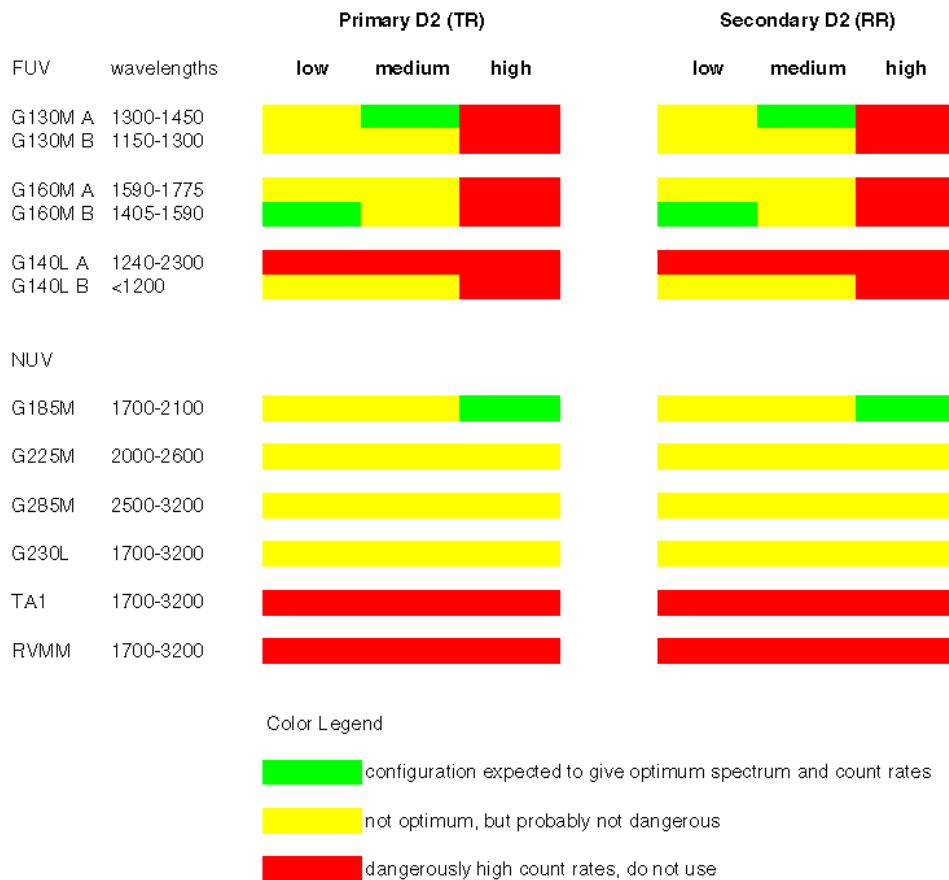 Primary D2 (TR) Secondary D2 (RR)
FUV wavelengths low medium high low medium high
G130M A 1300-1450
G130M B 1150-1300
G160M A 1590-1775
G160M B 1405-1590
G140L A 1240-2300
G140L B <1200
NUV
G185M 1700-2100
G225M 2000-2600
G285M 2500-3200
G230L 1700-3200
TA1 1700-3200
RVMM 1700-3200
Color Legend
configuration expected to give optimum spectrum and count rates
not optimum, but probably not dangerous
dangerously high count rates, do not use